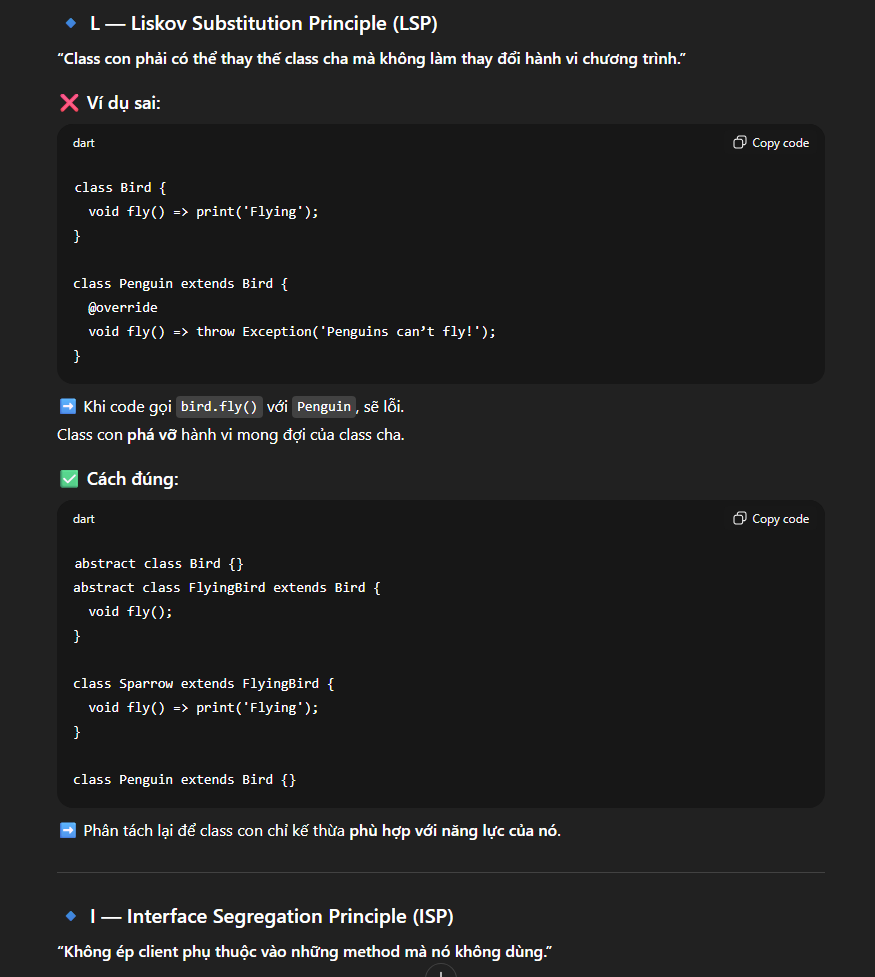 L — Liskov Substitution Principle (LSP)
“Class con phải có thể thay thế class cha mà không làm thay đổi hành vi chương trình.”
Ví dụ sai:
dart
Copy code
class Bird {
  void fly() => print('Flying');
}
class Penguin extends Bird {
  @override
  void fly() => throw Exception('Penguins can’t fly!');
}
Khi code gọi bird.fly() với Penguin, sẽ lỗi.
Class con phá vỡ hành vi mong đợi của class cha.
Cách đúng:
dart
Copy code
abstract class Bird {}
abstract class FlyingBird extends Bird {
  void fly();
}
class Sparrow extends FlyingBird {
  void fly() => print('Flying');
}
class Penguin extends Bird {}
Phân tách lại để class con chỉ kế thừa phù hợp với năng lực của nó.
I — Interface Segregation Principle (ISP)
“Không ép client phụ thuộc vào những method mà nó không dùng.”